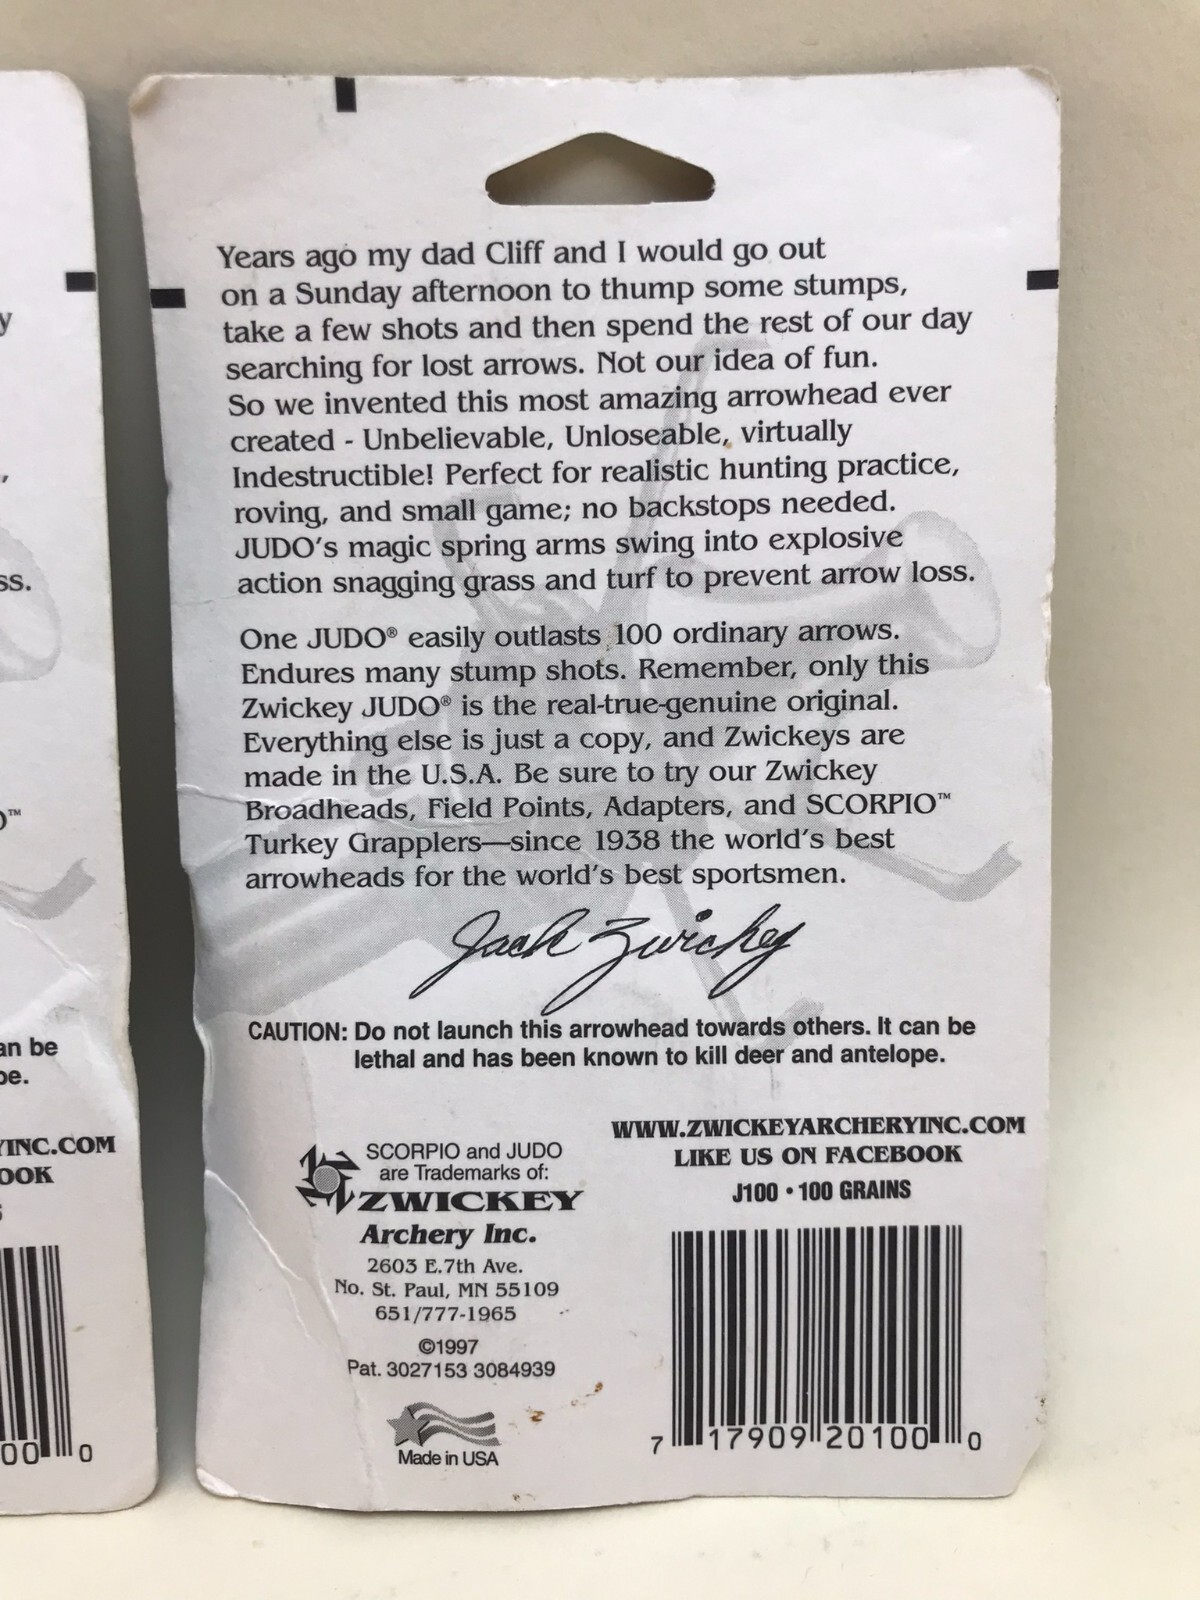 Years ago my dad Cliff and I would go out
on a Sunday afternoon to thump some stumps,
take a few shots and then spend the rest of our day
searching for lost arrows. Not our idea of fun.
So we invented this most amazing arrowhead ever
created - Unbelievable, Unloseable, virtually
Indestructible! Perfect for realistic hunting practice,
roving, and small game; no backstops needed.
JUDO's magic spring arms swing into explosive
action snagging grass and turf to prevent arrow loss.
One JUDO® easily outlasts 100 ordinary arrows.
Endures many stump shots. Remember, only this
Zwickey JUDO® is the real-true-genuine original.
Everything else is just a copy, and Zwickeys are
made in the U.S.A. Be sure to try our Zwickey
Broadheads, Field Points, Adapters, and SCORPIO™
Turkey Grapplers—since 1938 the world's best
arrowheads for the world's best sportsmen.
Jack Zwickey
CAUTION: Do not launch this arrowhead towards others. It can be
lethal and has been known to kill deer and antelope.
SCORPIO and JUDO
are Trademarks of:
ZWICKEY
Archery Inc.
2603 E.7th Ave.
No. St. Paul, MN 55109
651/777-1965
©1997
Pat. 3027153 3084939
Made in USA
WWW.ZWICKEYARCHERYINC.COM
LIKE US ON FACEBOOK
J100 • 100 GRAINS
7 17909 20100 0
y
,
ss.
O™
an be
pe.
YINC.COM
OOK
S
00 0